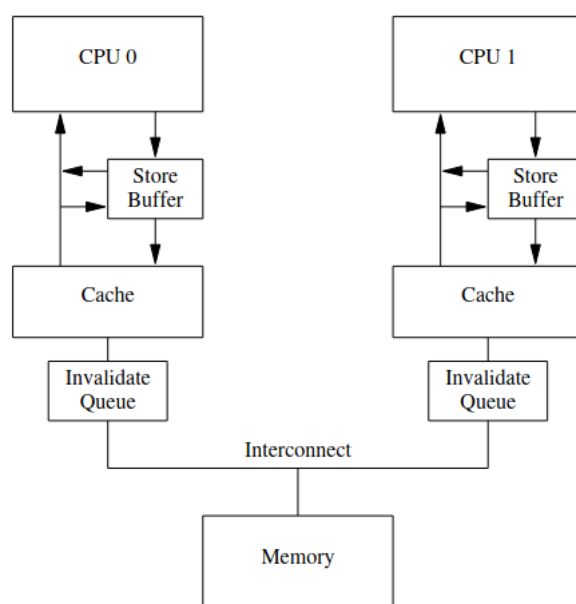 CPU 0
CPU 1
Store
Buffer
Store
Buffer
Cache
Cache
Invalidate
Queue
Invalidate
Queue
Interconnect
Memory